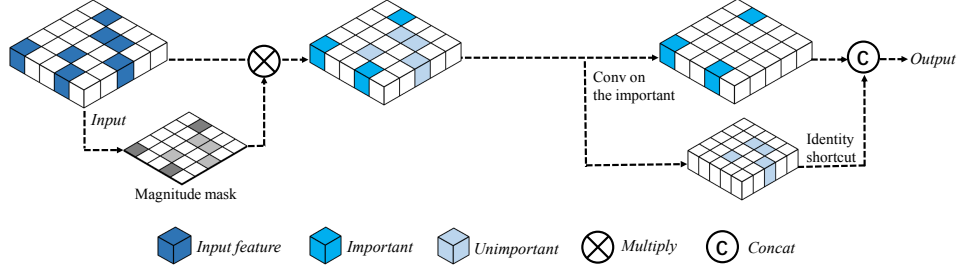 Input
Magnitude mask
Conv on
the important
Identity
shortcut
C
Output
Input feature
Important
Unimportant
Multiply
C
Concat